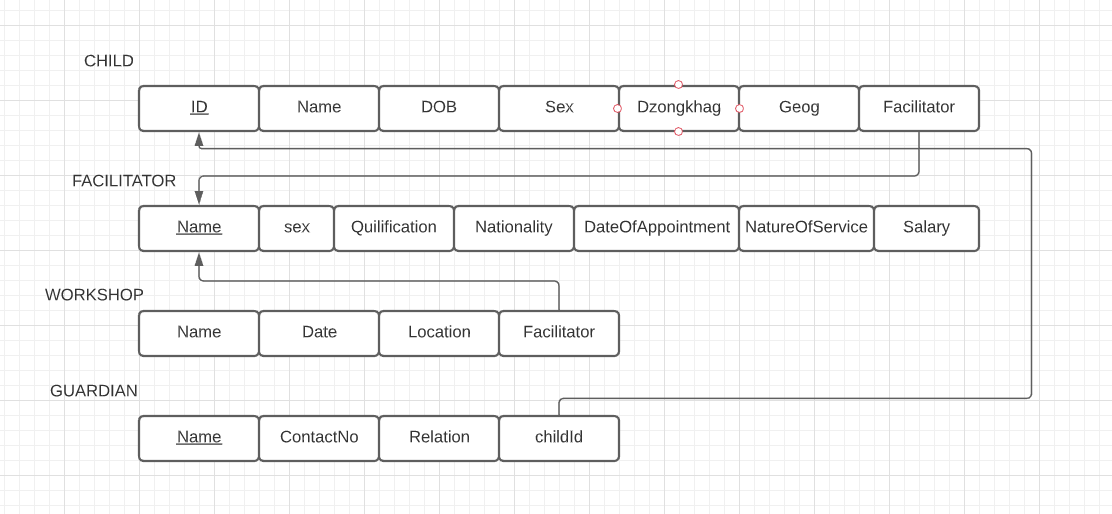 CHILD
ID Name DOB Sex Dzongkhag Geog Facilitator
FACILITATOR
Name sex Quilification Nationality DateOfAppointment NatureOfService Salary
WORKSHOP
Name Date Location Facilitator
GUARDIAN
Name ContactNo Relation childId